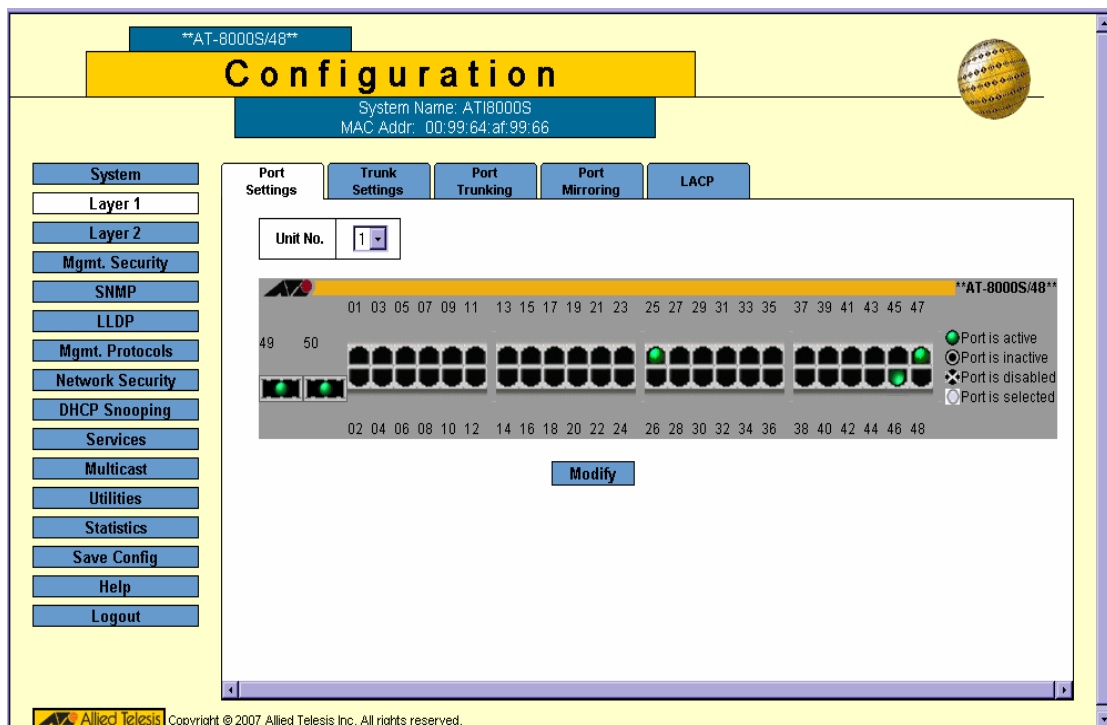 **AT-8000S/48**
Configuration
System Name: ATI8000S
MAC Addr: 00:99:64:af:99:66
System
Layer 1
Layer 2
Mgmt. Security
SNMP
LLDP
Mgmt. Protocols
Network Security
DHCP Snooping
Services
Multicast
Utilities
Statistics
Save Config
Help
Logout
Port Settings
Trunk Settings
Port Trunking
Port Mirroring
LACP
Unit No. 1
**AT-8000S/48**
01 03 05 07 09 11 13 15 17 19 21 23 25 27 29 31 33 35 37 39 41 43 45 47
49 50
Port is active
Port is inactive
Port is disabled
Port is selected
02 04 06 08 10 12 14 16 18 20 22 24 26 28 30 32 34 36 38 40 42 44 46 48
Modify
Allied Telesis Copyright © 2007 Allied Telesis Inc. All rights reserved.